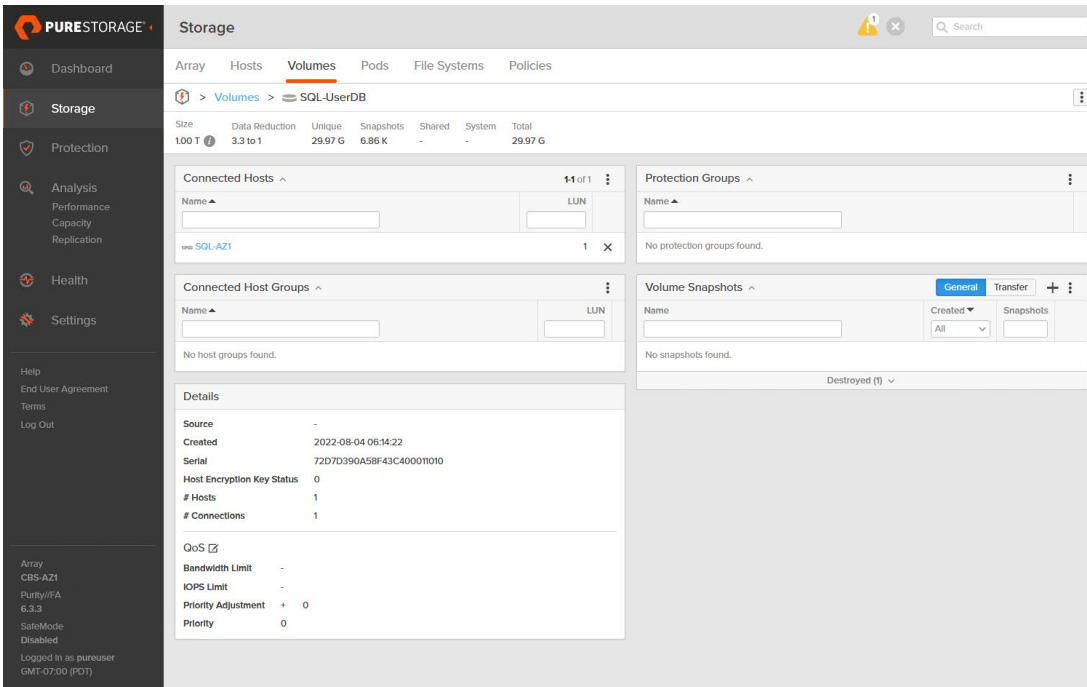 PURESTORAGE®
Storage
1
Search
Dashboard
Storage
Protection
Analysis
Performance
Capacity
Replication
Health
Settings
Help
End User Agreement
Terms
Log Out
Array
CBS-AZ1
Purity//FA
6.3.3
SafeMode
Disabled
Logged in as pureuser
GMT-07:00 (PDT)
Array Hosts Volumes Pods File Systems Policies
> Volumes > SQL-UserDB
Size Data Reduction Unique Snapshots Shared System Total
1.00 T 3.3 to 1 29.97 G 6.86 K - - 29.97 G
Connected Hosts 1-1 of 1
Name LUN
SQL-AZ1 1
Connected Host Groups
Name LUN
No host groups found.
Details
Source -
Created 2022-08-04 06:14:22
Serial 72D7D390A58F43C400011010
Host Encryption Key Status 0
# Hosts 1
# Connections 1
QoS
Bandwidth Limit -
IOPS Limit -
Priority Adjustment + 0
Priority 0
Protection Groups
Name
No protection groups found.
Volume Snapshots General Transfer
Name Created Snapshots
All
No snapshots found.
Destroyed (1)